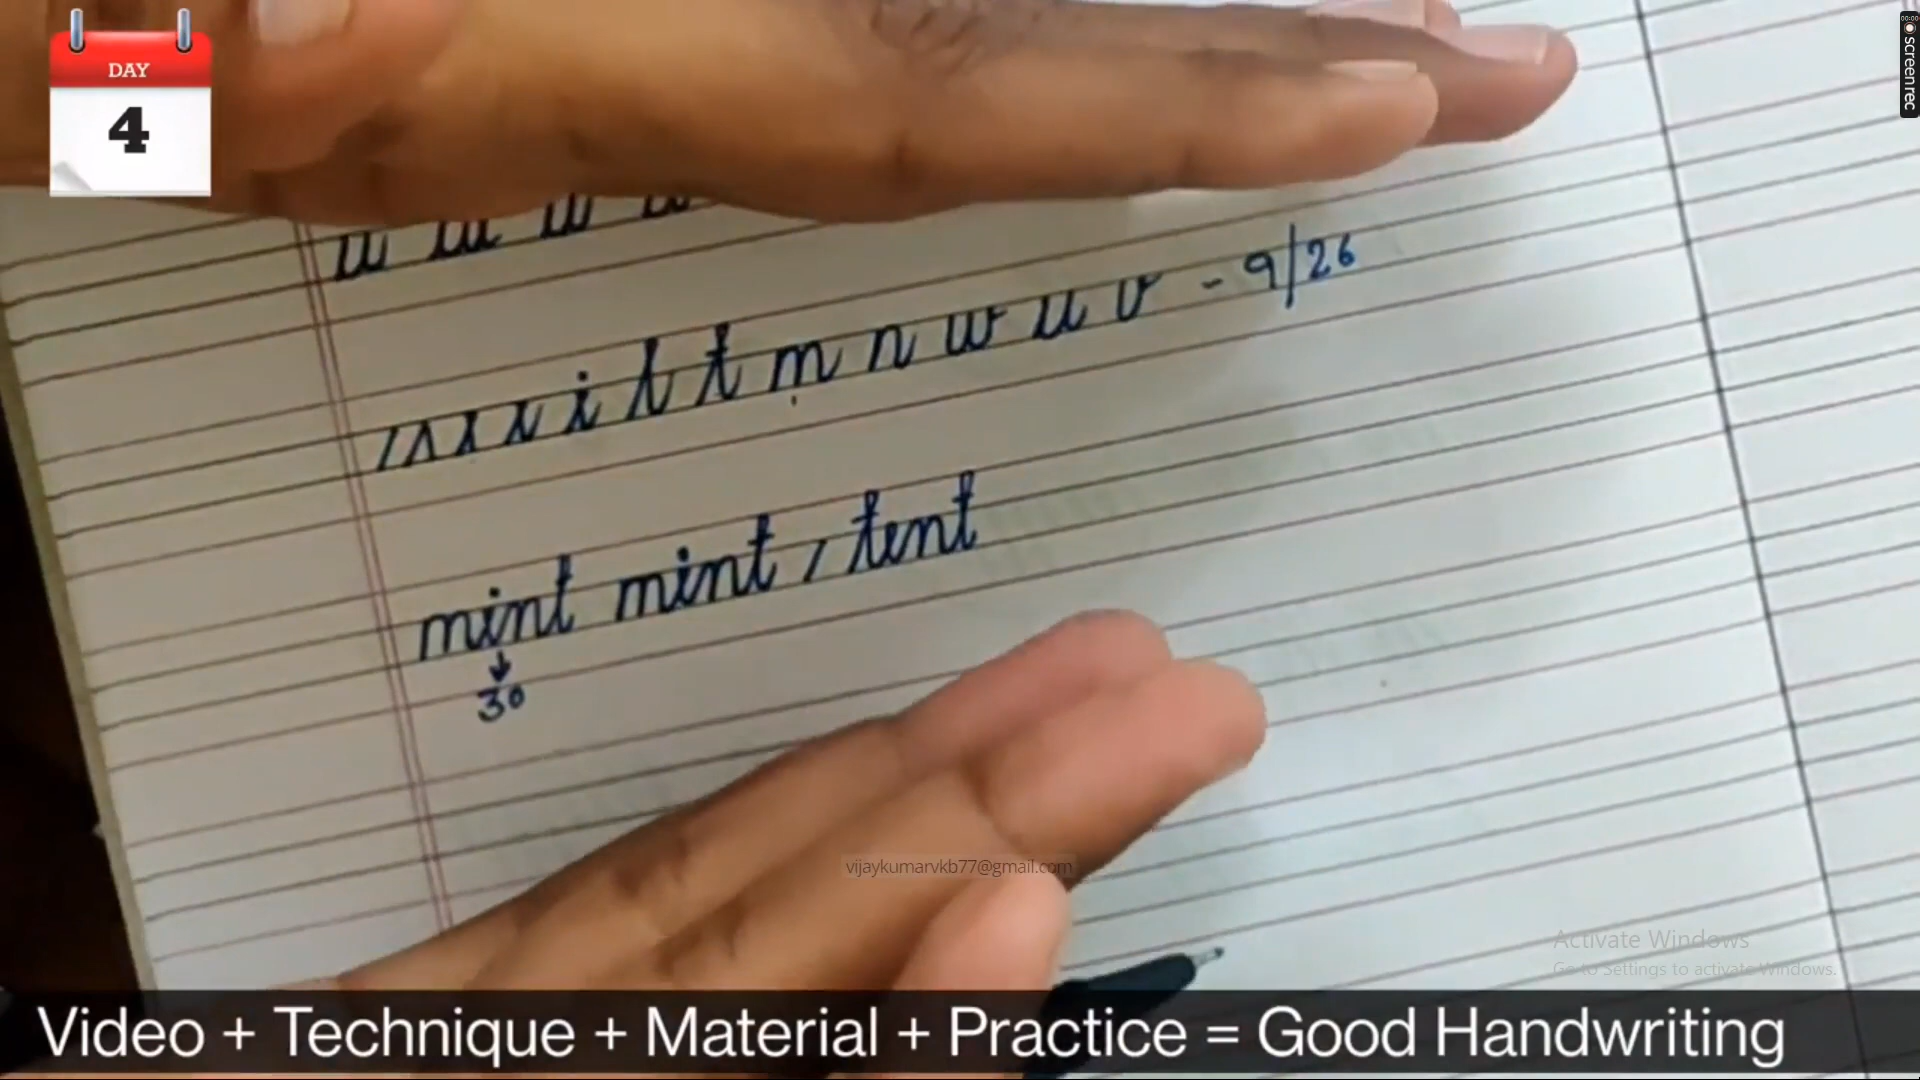 DAY
4
screenrec
u u u u
i t t m n w u v - 9/26
mint mint / tent
30
vijaykumarvkb77@gmail.com
Activate Windows
Go to Settings to activate Windows.
Video + Technique + Material + Practice = Good Handwriting